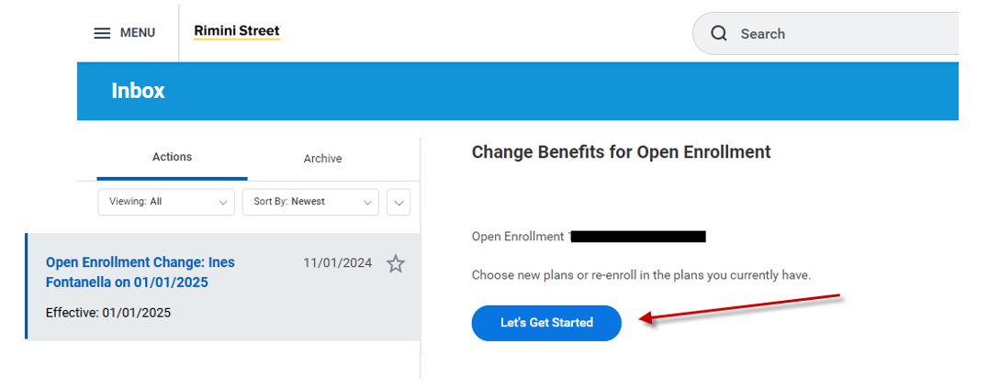 MENU
Rimini Street
Search
Inbox
Actions
Archive
Viewing: All
Sort By: Newest
Open Enrollment Change: Ines
Fontanella on 01/01/2025
11/01/2024
Effective: 01/01/2025
Change Benefits for Open Enrollment
Open Enrollment
Choose new plans or re-enroll in the plans you currently have.
Let's Get Started